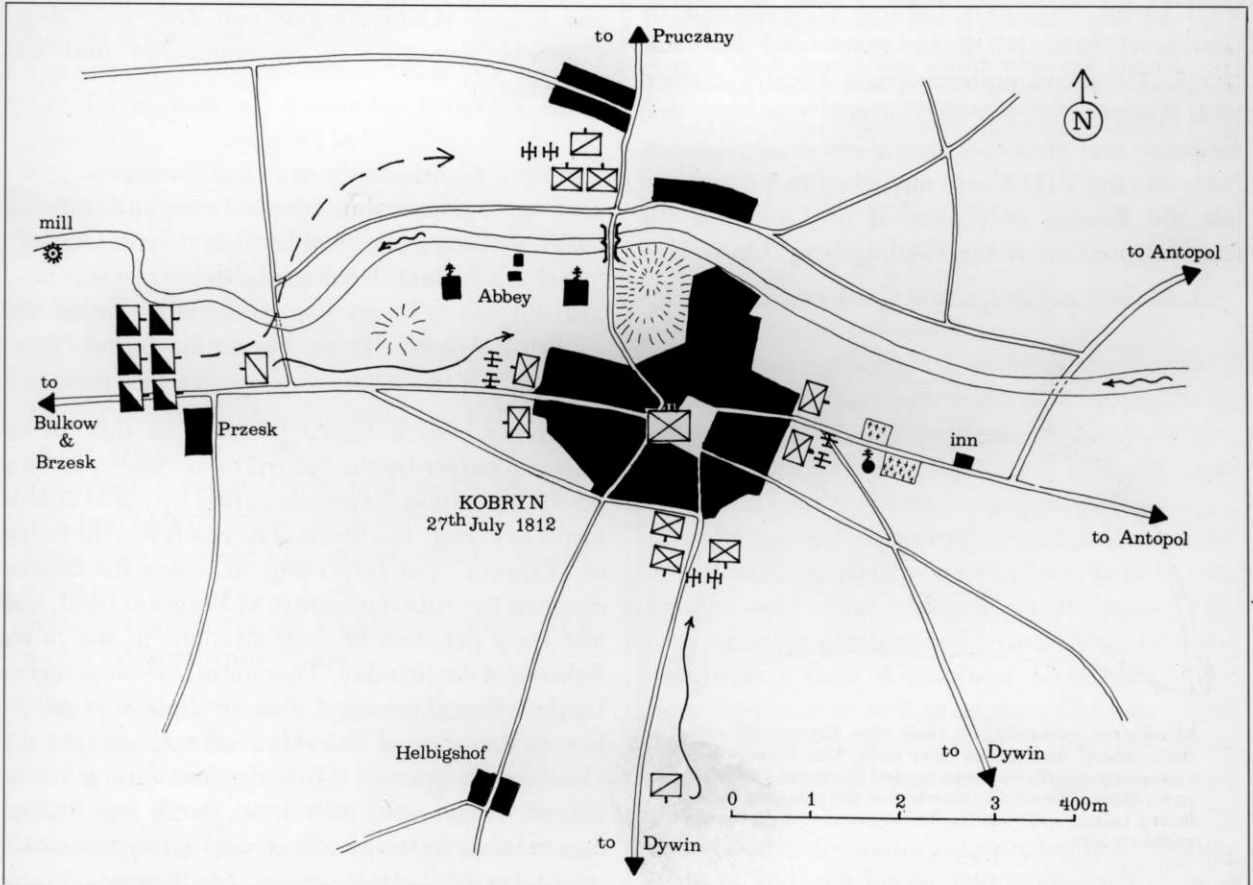 to Pruczany
N
mill
to Antopol
Abbey
to
Bulkow
&
Brzesk
Przesk
inn
KOBRYN
27th July 1812
to Antopol
Helbigshof
to Dywin
to Dywin
0 1 2 3 400m